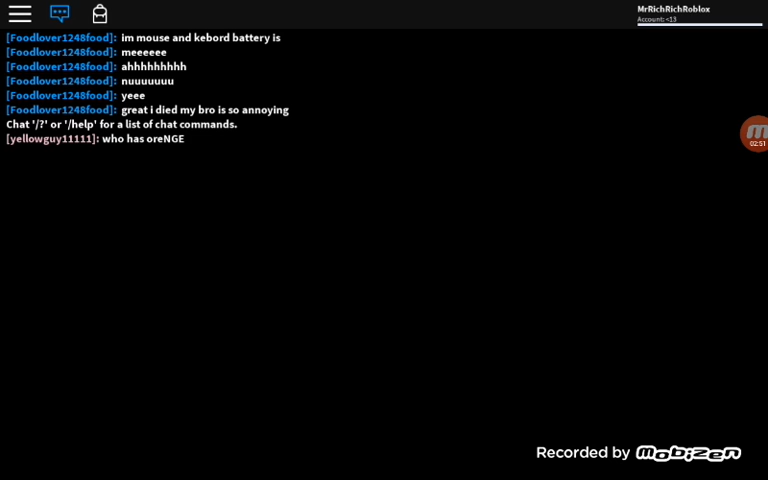 MrRichRichRoblox
Account: <13
[Foodlover1248food]: im mouse and kebord battery is
[Foodlover1248food]: meeeeee
[Foodlover1248food]: ahhhhhhhhh
[Foodlover1248food]: nuuuuuuu
[Foodlover1248food]: yeee
[Foodlover1248food]: great i died my bro is so annoying
Chat '/?' or '/help' for a list of chat commands.
[yellowguy11111]: who has oreNGE
02:51
Recorded by mobizen